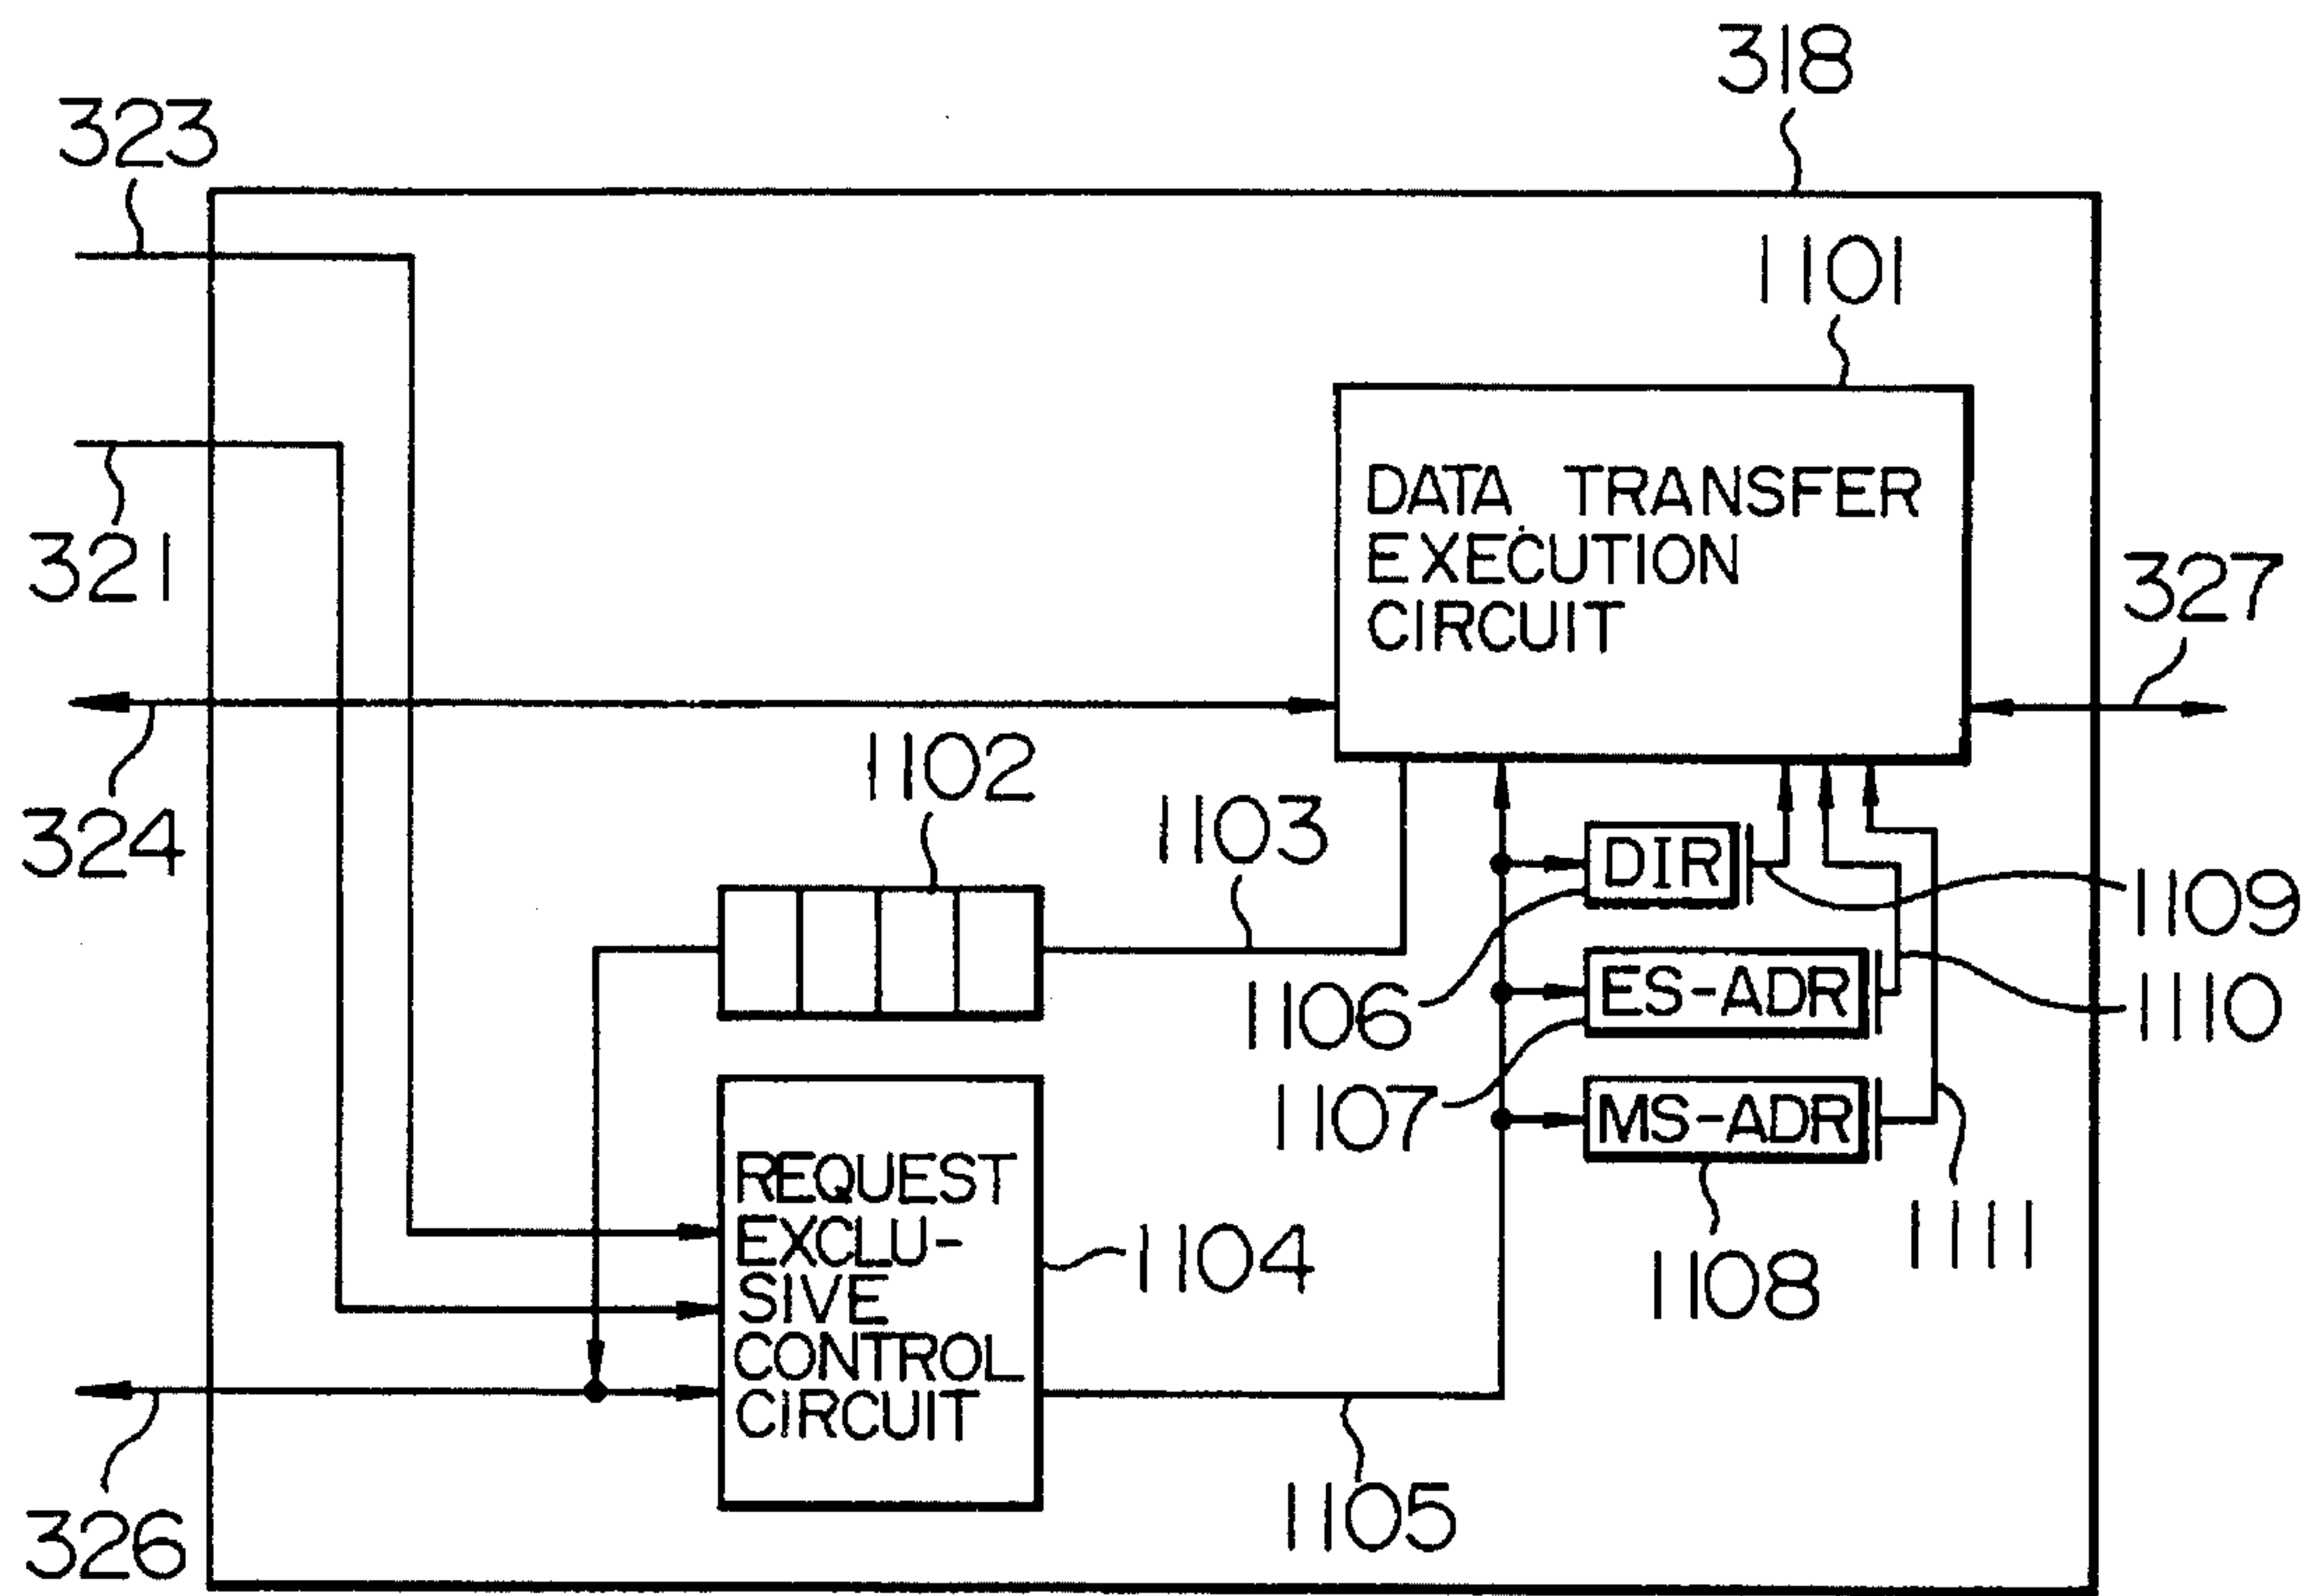 318
323
1101
321
DATA TRANSFER
EXECUTION
CIRCUIT
327
324
1102
1103
DIR
1109
1106
ES-ADR
1110
1107
MS-ADR
REQUEST
EXCLU-
SIVE
CONTROL
CIRCUIT
1104
1108
1111
1105
326